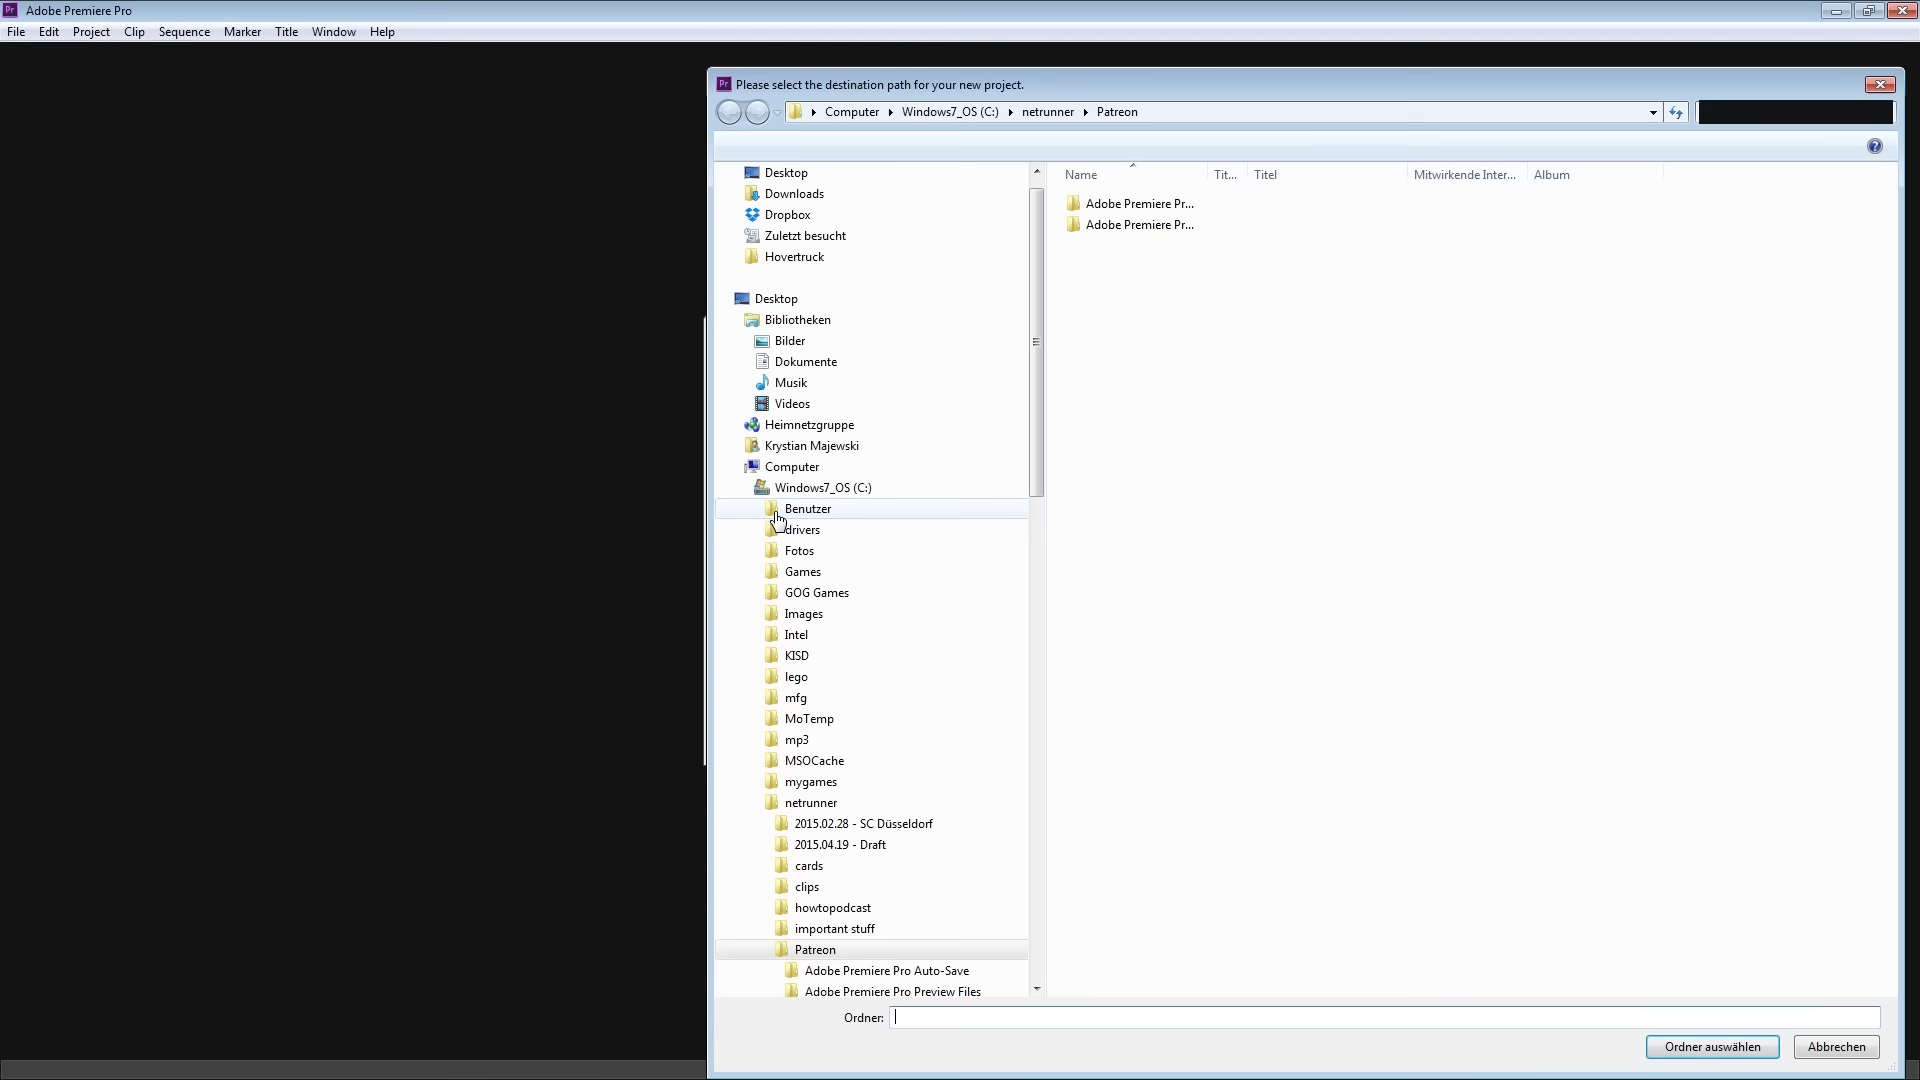 Adobe Premiere Pro
File Edit Project Clip Sequence Marker Title Window Help
Please select the destination path for your new project.
Computer Windows7_OS (C:) netrunner Patreon
Name Tit... Titel Mitwirkende Inter... Album
Adobe Premiere Pr...
Adobe Premiere Pr...
Desktop
Downloads
Dropbox
Zuletzt besucht
Hovertruck
Desktop
Bibliotheken
Bilder
Dokumente
Musik
Videos
Heimnetzgruppe
Krystian Majewski
Computer
Windows7_OS (C:)
Benutzer
drivers
Fotos
Games
GOG Games
Images
Intel
KISD
lego
mfg
MoTemp
mp3
MSOCache
mygames
netrunner
2015.02.28 - SC Düsseldorf
2015.04.19 - Draft
cards
clips
howtopodcast
important stuff
Patreon
Adobe Premiere Pro Auto-Save
Adobe Premiere Pro Preview Files
Ordner:
Ordner auswählen Abbrechen